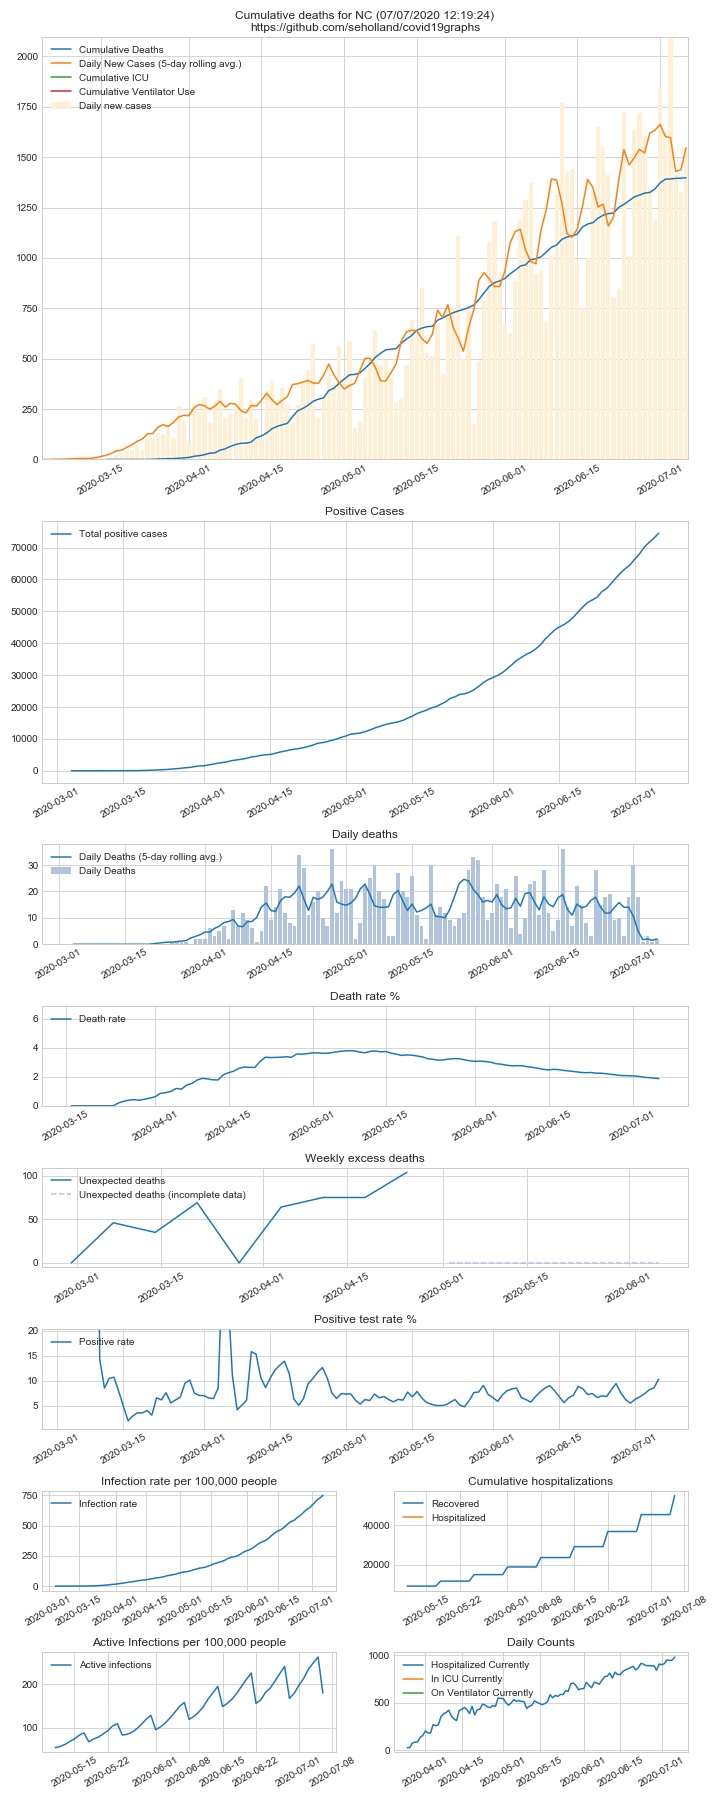 Cumulative deaths for NC (07/07/2020 12:19:24)
https://github.com/seholland/covid19graphs
Cumulative Deaths
Daily New Cases (5-day rolling avg.)
Cumulative ICU
Cumulative Ventilator Use
Daily new cases
2000
1750
1500
1250
1000
750
500
250
0
2020-03-15 2020-04-01 2020-04-15 2020-05-01 2020-05-15 2020-06-01 2020-06-15 2020-07-01
Positive Cases
Total positive cases
70000
60000
50000
40000
30000
20000
10000
0
2020-03-01 2020-03-15 2020-04-01 2020-04-15 2020-05-01 2020-05-15 2020-06-01 2020-06-15 2020-07-01
Daily deaths
Daily Deaths (5-day rolling avg.)
Daily Deaths
30
20
10
0
2020-03-01 2020-03-15 2020-04-01 2020-04-15 2020-05-01 2020-05-15 2020-06-01 2020-06-15 2020-07-01
Death rate %
Death rate
6
4
2
0
2020-03-15 2020-04-01 2020-04-15 2020-05-01 2020-05-15 2020-06-01 2020-06-15 2020-07-01
Weekly excess deaths
Unexpected deaths
Unexpected deaths (incomplete data)
100
50
0
2020-03-01 2020-03-15 2020-04-01 2020-04-15 2020-05-01 2020-05-15 2020-06-01
Positive test rate %
Positive rate
20
15
10
5
2020-03-01 2020-03-15 2020-04-01 2020-04-15 2020-05-01 2020-05-15 2020-06-01 2020-06-15 2020-07-01
Infection rate per 100,000 people
Infection rate
750
500
250
0
2020-03-01 2020-03-15 2020-04-01 2020-04-15 2020-05-01 2020-05-15 2020-06-01 2020-06-15 2020-07-01
Cumulative hospitalizations
Recovered
Hospitalized
40000
20000
2020-05-15 2020-05-22 2020-06-01 2020-06-08 2020-06-15 2020-06-22 2020-07-01 2020-07-08
Active Infections per 100,000 people
Active infections
200
100
2020-05-15 2020-05-22 2020-06-01 2020-06-08 2020-06-15 2020-06-22 2020-07-01 2020-07-08
Daily Counts
Hospitalized Currently
In ICU Currently
On Ventilator Currently
1000
500
0
2020-04-01 2020-04-15 2020-05-01 2020-05-15 2020-06-01 2020-06-15 2020-07-01